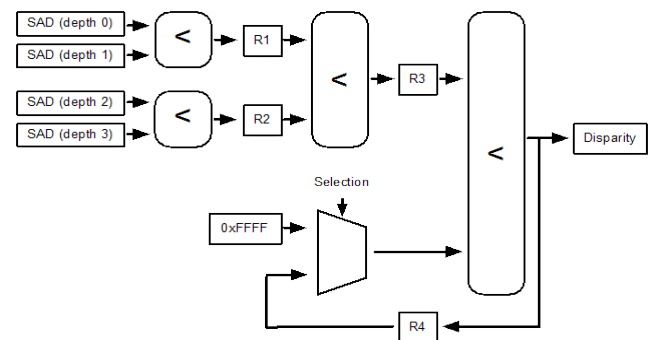 SAD (depth 0)
SAD (depth 1)
<
R1
SAD (depth 2)
SAD (depth 3)
<
R2
<
R3
<
Disparity
Selection
0xFFFF
R4